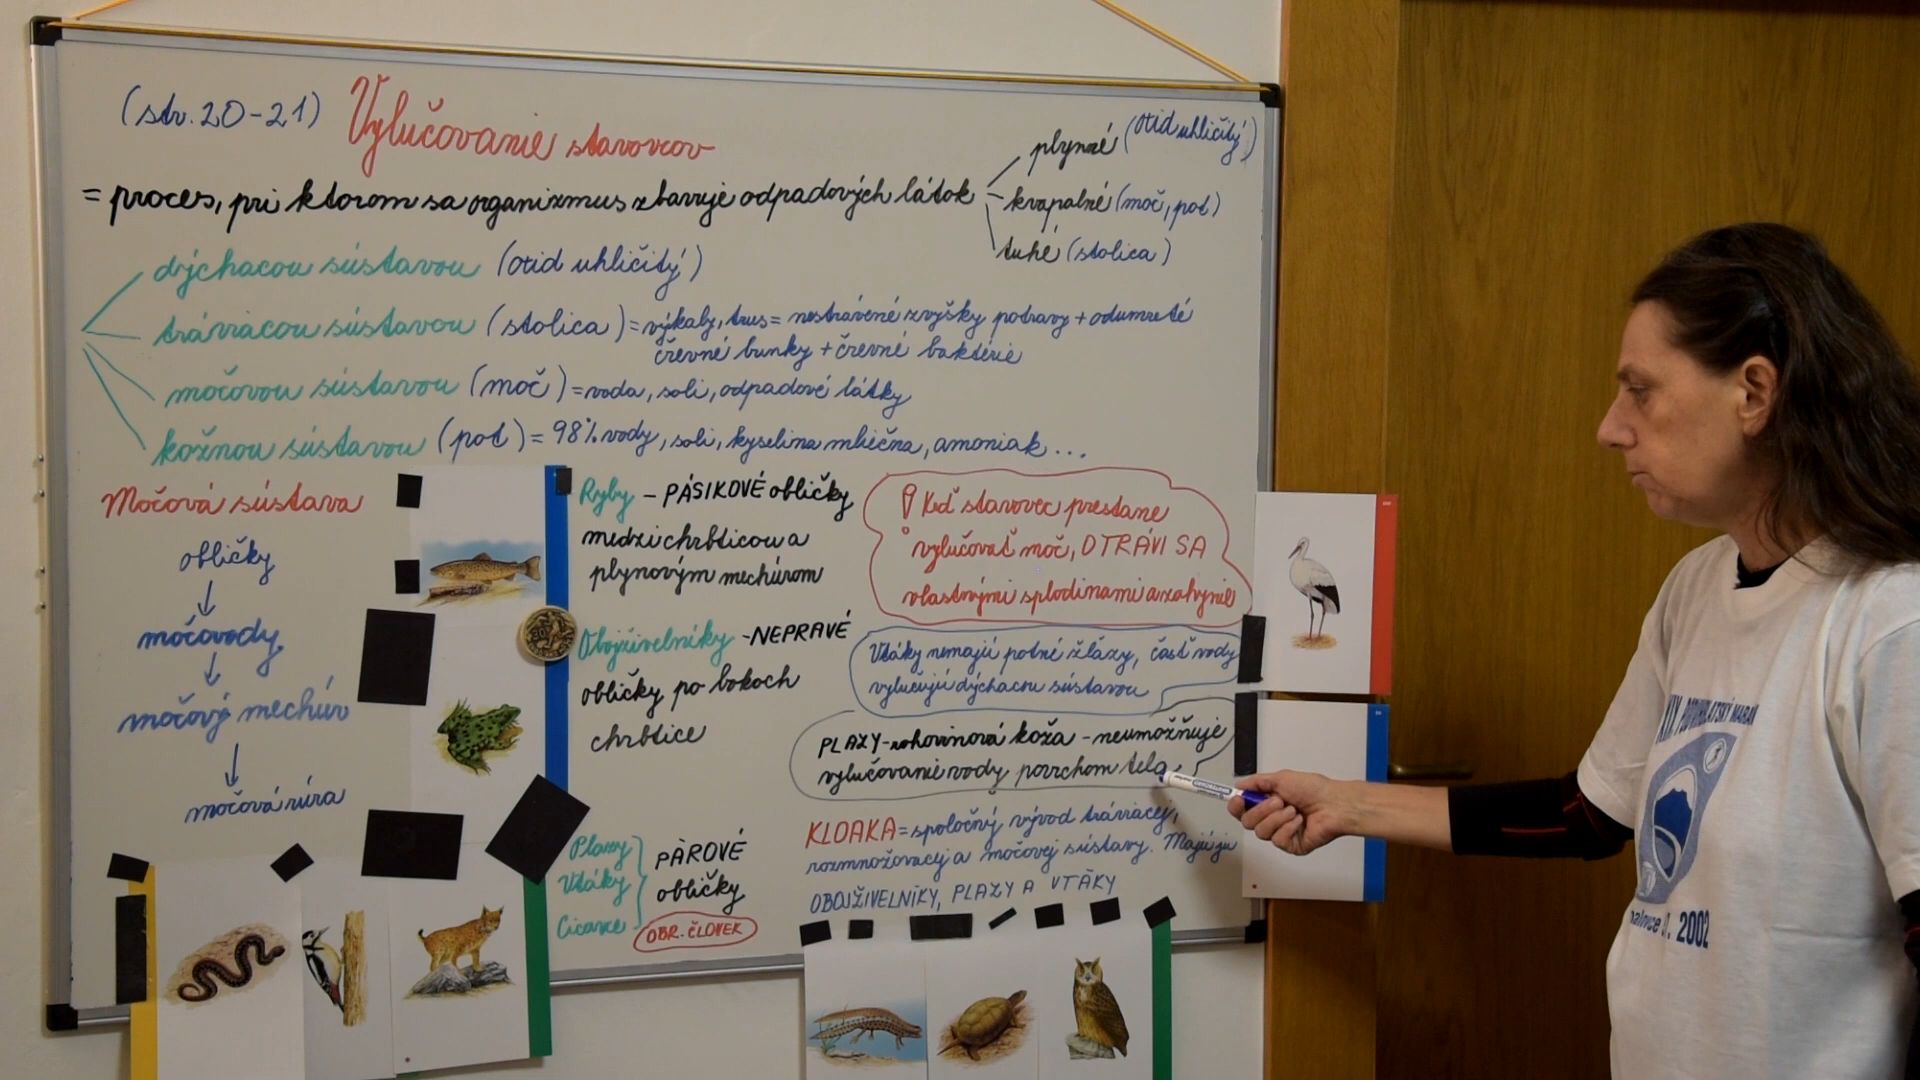 (str. 20-21) Vylučovanie stavovcov
= proces, pri ktorom sa organizmus zbavuje odpadových látok
plynné (oxid uhličitý)
kvapalné (moč, pot)
tuhé (stolica)
dýchacou sústavou (oxid uhličitý)
tráviacou sústavou (stolica) = výkaly, trus = nestrávené zvyšky potravy + odumreté
črevné bunky + črevné baktérie
močovou sústavou (moč) = voda, soli, odpadové látky
kožnou sústavou (pot) = 98% vody, soli, kyselina mliečna, amoniak...
Močová sústava
obličky
↓
močovody
↓
močový mechúr
↓
močová rúra
Ryby - PÁSIKOVÉ obličky
medzi chrbticou a
plynovým mechúrom
Obojživelníky - NEPRAVÉ
obličky po bokoch
chrbtice
Plazy
Vtáky
Cicavce
PÁROVÉ
obličky
OBR. ČLOVEK
! Keď stavovec prestane
vylučovať moč, OTRÁVI SA
vlastnými splodinami a zahynie
Vtáky nemajú potné žľazy, časť vody
vylučujú dýchacou sústavou
PLAZY - rohovinová koža - neumožňuje
vylučovanie vody povrchom tela
KLOAKA = spoločný vývod tráviacej,
rozmnožovacej a močovej sústavy. Majú ju
OBOJŽIVELNÍKY, PLAZY A VTÁKY
XIX.
2002